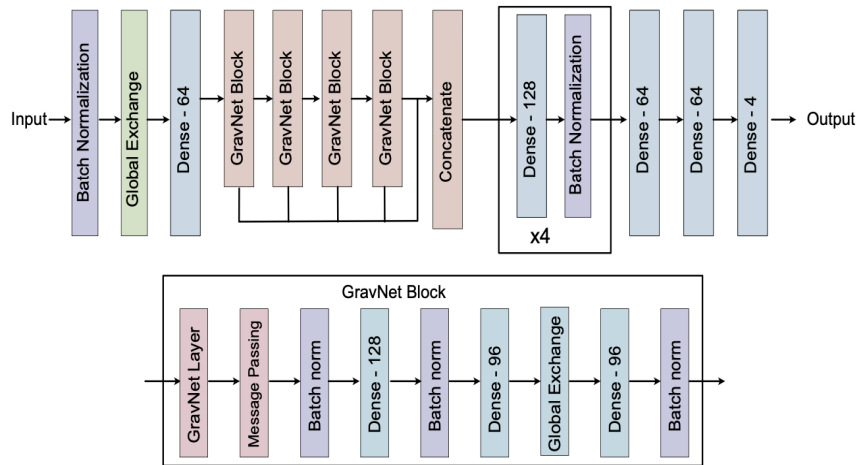 Input
Batch Normalization
Global Exchange
Dense - 64
GravNet Block
GravNet Block
GravNet Block
GravNet Block
Concatenate
Dense - 128
Batch Normalization
x4
Dense - 64
Dense - 64
Dense - 4
Output
GravNet Block
GravNet Layer
Message Passing
Batch norm
Dense - 128
Batch norm
Dense - 96
Global Exchange
Dense - 96
Batch norm